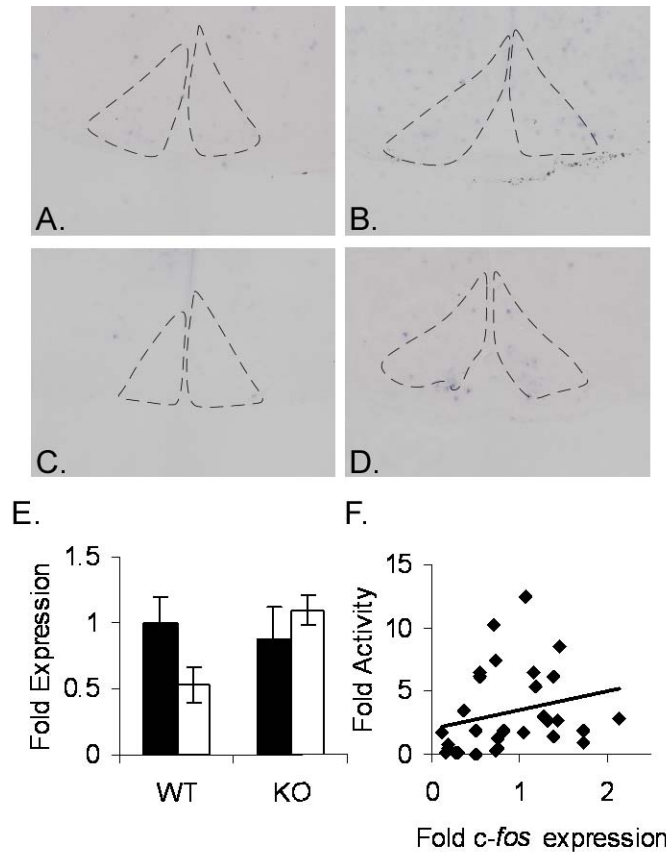 A.
B.
C.
D.
E.
F.
Fold Expression
1.5
1
0.5
0
WT
KO
Fold Activity
15
10
5
0
0
1
2
Fold c-fos expression